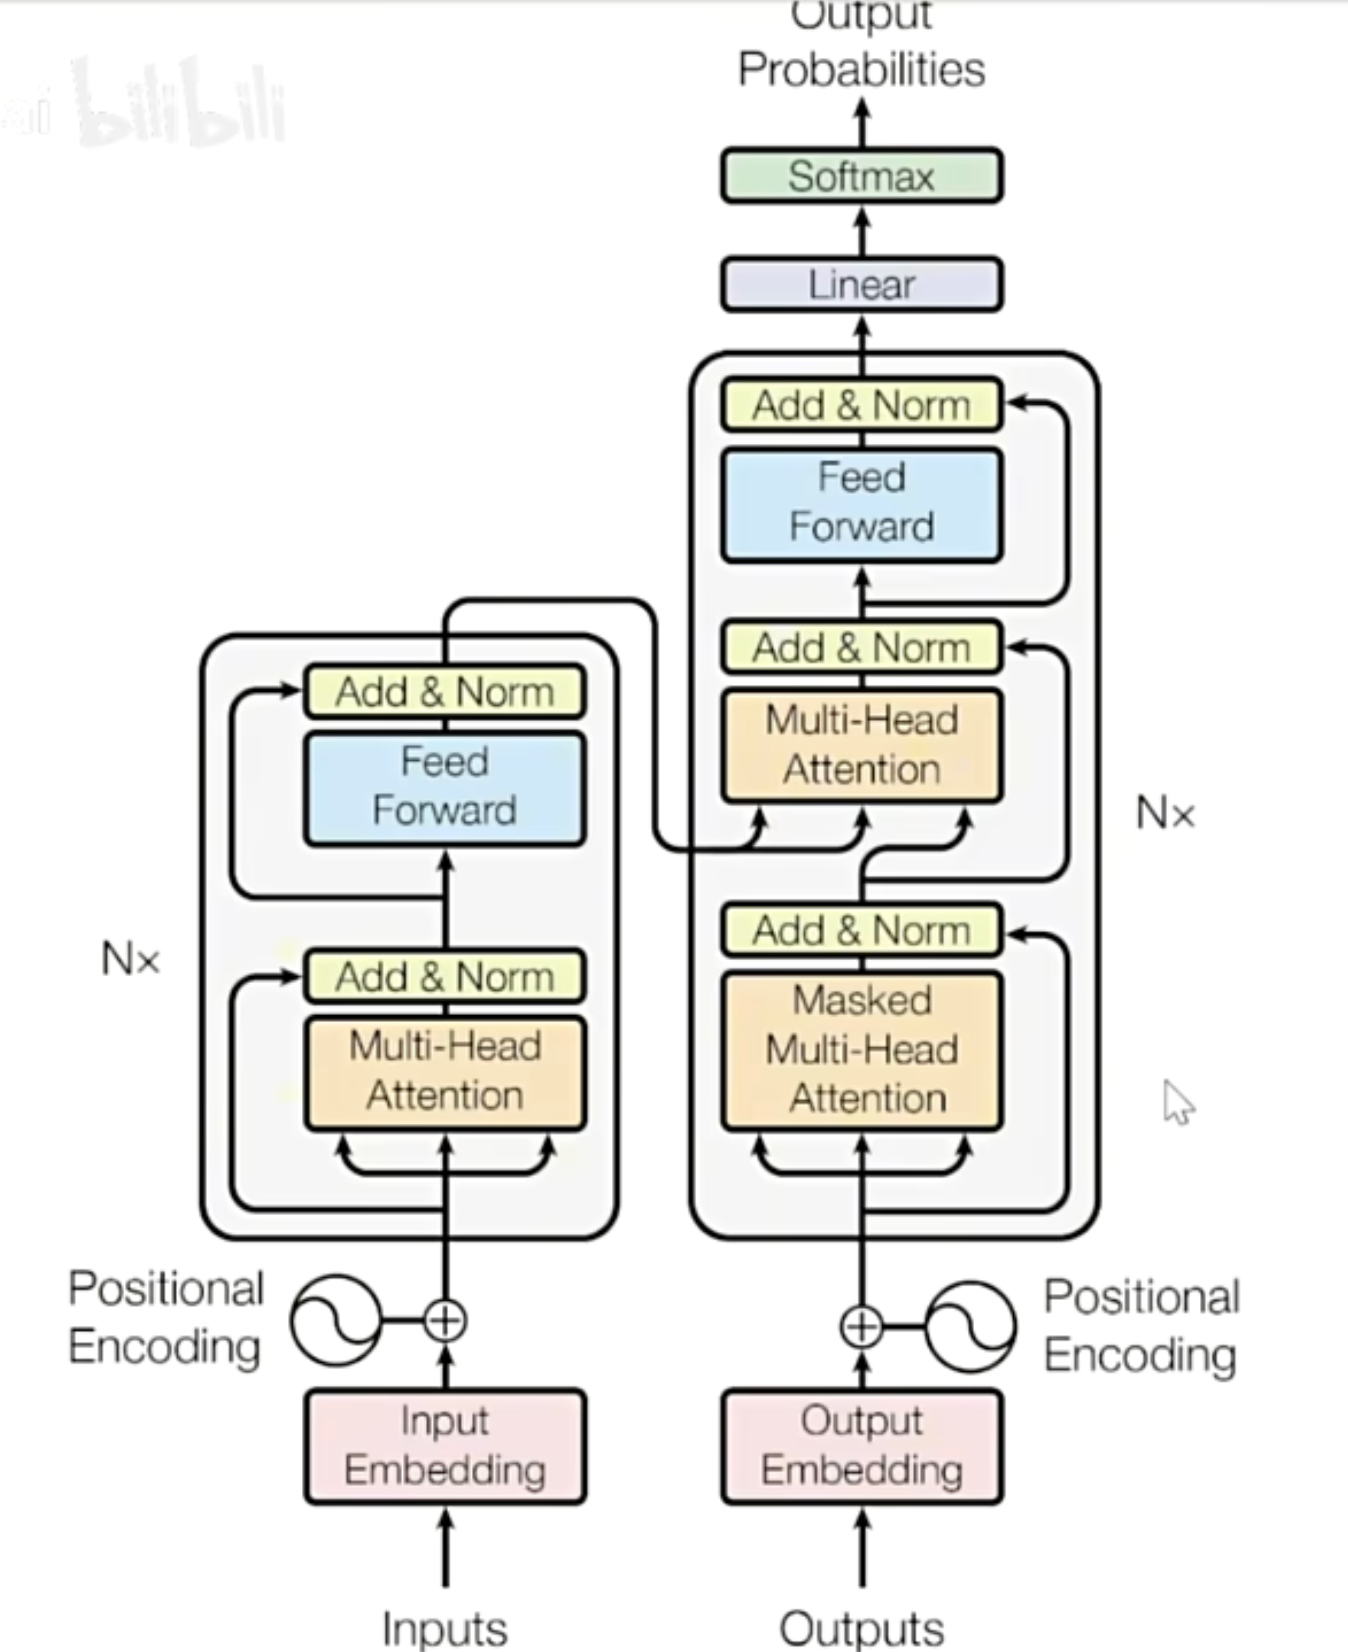 Output
Probabilities
ai bilibili
Softmax
Linear
Add & Norm
Feed
Forward
Add & Norm
Multi-Head
Attention
Nx
Add & Norm
Masked
Multi-Head
Attention
Add & Norm
Feed
Forward
Nx
Add & Norm
Multi-Head
Attention
Positional
Encoding
Positional
Encoding
Input
Embedding
Output
Embedding
Inputs
Outputs